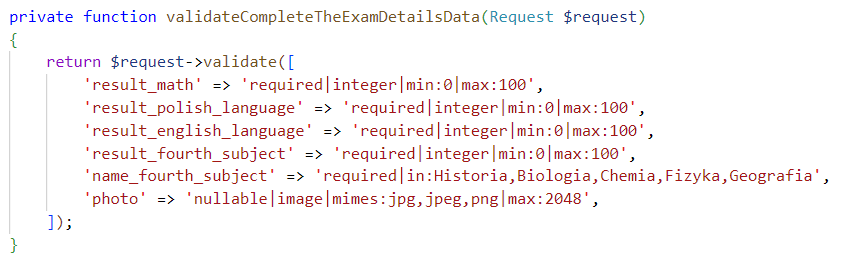 private function validateCompleteTheExamDetailsData(Request $request)
{
    return $request->validate([
        'result_math' => 'required|integer|min:0|max:100',
        'result_polish_language' => 'required|integer|min:0|max:100',
        'result_english_language' => 'required|integer|min:0|max:100',
        'result_fourth_subject' => 'required|integer|min:0|max:100',
        'name_fourth_subject' => 'required|in:Historia,Biologia,Chemia,Fizyka,Geografia',
        'photo' => 'nullable|image|mimes:jpg,jpeg,png|max:2048',
    ]);
}